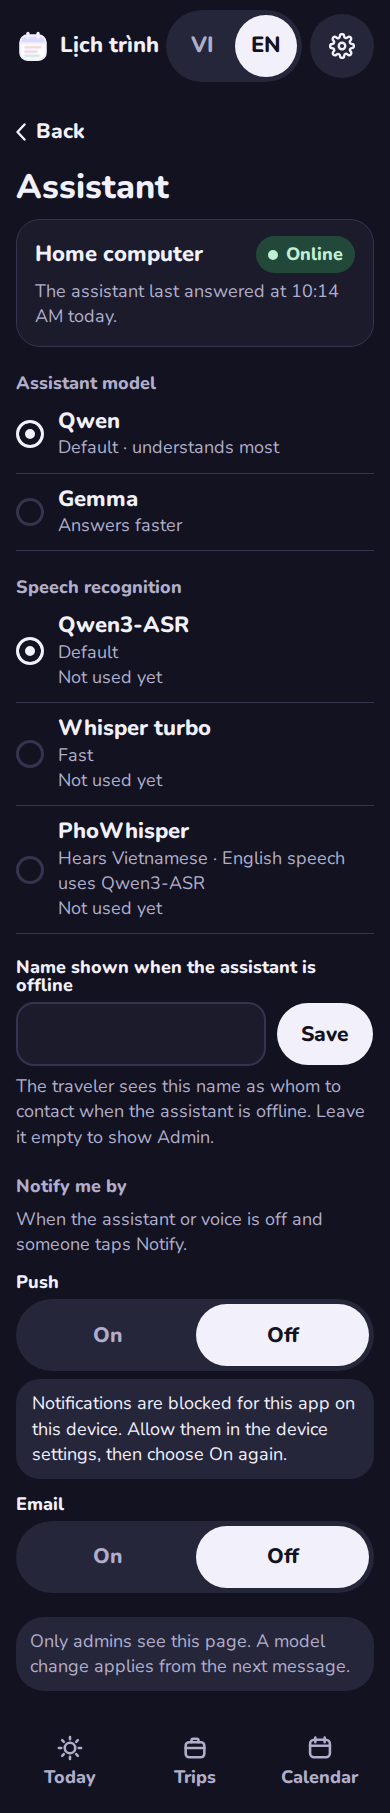 Lịch trình
VI
EN
Back
Assistant
Home computer
Online
The assistant last answered at 10:14
AM today.
Assistant model
Qwen
Default · understands most
Gemma
Answers faster
Speech recognition
Qwen3-ASR
Default
Not used yet
Whisper turbo
Fast
Not used yet
PhoWhisper
Hears Vietnamese · English speech
uses Qwen3-ASR
Not used yet
Name shown when the assistant is
offline
Save
The traveler sees this name as whom to
contact when the assistant is offline. Leave
it empty to show Admin.
Notify me by
When the assistant or voice is off and
someone taps Notify.
Push
On
Off
Notifications are blocked for this app on
this device. Allow them in the device
settings, then choose On again.
Email
On
Off
Only admins see this page. A model
change applies from the next message.
Today
Trips
Calendar